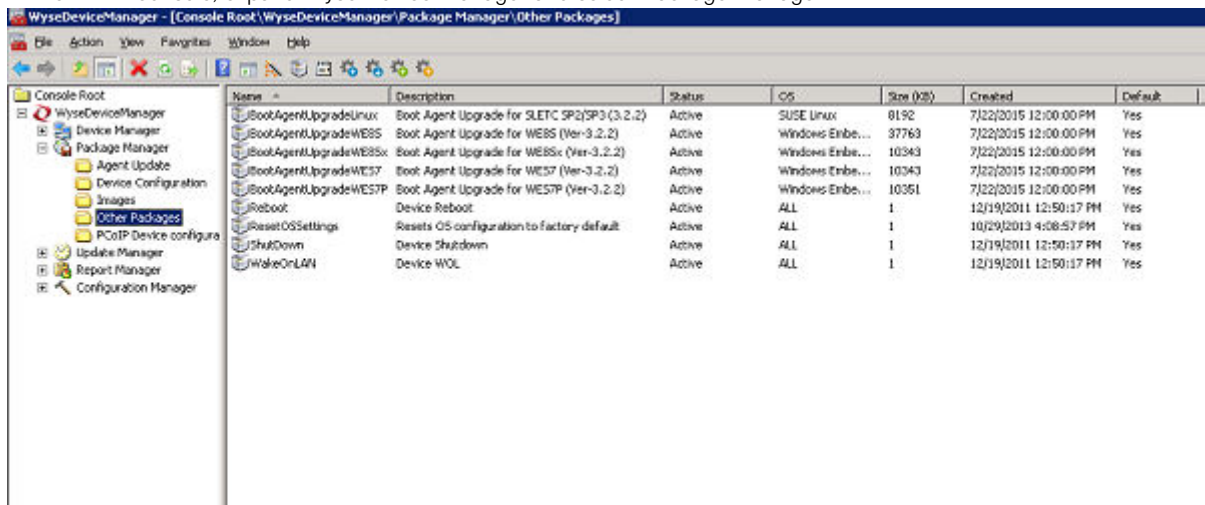 WyseDeviceManager - [Console Root\WyseDeviceManager\Package Manager\Other Packages]
File Action View Favorites Window Help
Console Root
WyseDeviceManager
Device Manager
Package Manager
Agent Update
Device Configuration
Images
Other Packages
PCoIP Device configura
Update Manager
Report Manager
Configuration Manager
Name Description Status OS Size (KB) Created Default
BootAgentUpgradeLinux Boot Agent Upgrade for SLETC SP2/SP3 (3.2.2) Active SUSE Linux 8192 7/22/2015 12:00:00 PM Yes
BootAgentUpgradeWE8S Boot Agent Upgrade for WE8S (Ver-3.2.2) Active Windows Embe... 37763 7/22/2015 12:00:00 PM Yes
BootAgentUpgradeWE8Sx Boot Agent Upgrade for WE8Sx (Ver-3.2.2) Active Windows Embe... 10343 7/22/2015 12:00:00 PM Yes
BootAgentUpgradeWES7 Boot Agent Upgrade for WES7 (Ver-3.2.2) Active Windows Embe... 10343 7/22/2015 12:00:00 PM Yes
BootAgentUpgradeWES7P Boot Agent Upgrade for WES7P (Ver-3.2.2) Active Windows Embe... 10351 7/22/2015 12:00:00 PM Yes
Reboot Device Reboot Active ALL 1 12/19/2011 12:50:17 PM Yes
ResetOSSettings Resets OS configuration to factory default Active ALL 1 10/29/2013 4:08:57 PM Yes
ShutDown Device Shutdown Active ALL 1 12/19/2011 12:50:17 PM Yes
WakeOnLAN Device WOL Active ALL 1 12/19/2011 12:50:17 PM Yes